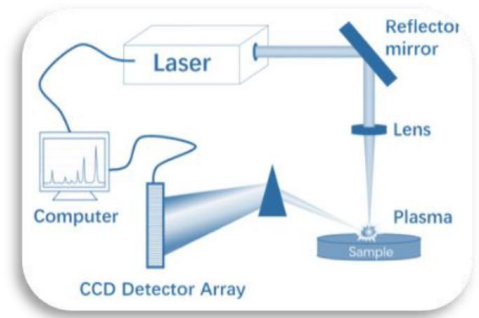 Reflector
mirror
Laser
Lens
Computer
Plasma
Sample
CCD Detector Array